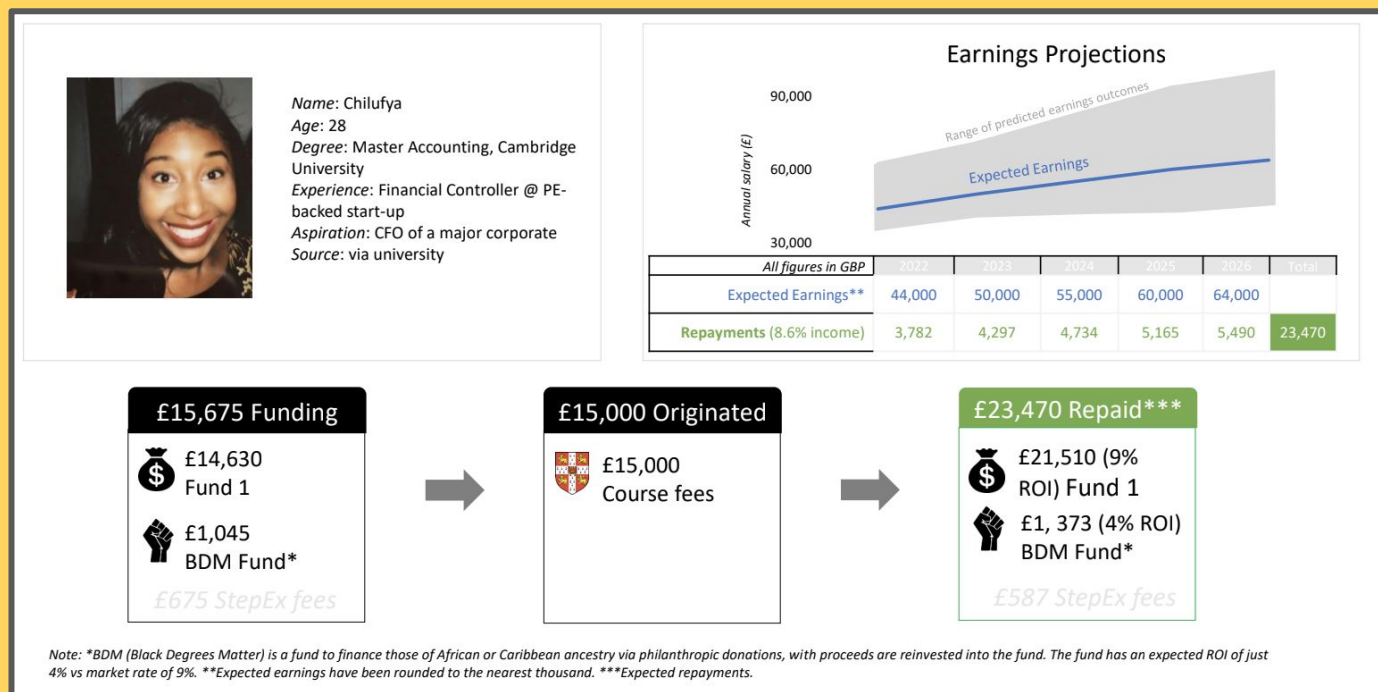 Name: Chilufya
Age: 28
Degree: Master Accounting, Cambridge
University
Experience: Financial Controller @ PE-
backed start-up
Aspiration: CFO of a major corporate
Source: via university
Earnings Projections
90,000
60,000
30,000
Annual salary (£)
Range of predicted earnings outcomes
Expected Earnings
All figures in GBP 2022 2023 2024 2025 2026 Total
Expected Earnings** 44,000 50,000 55,000 60,000 64,000
Repayments (8.6% income) 3,782 4,297 4,734 5,165 5,490 23,470
£15,675 Funding
$
£14,630
Fund 1
£1,045
BDM Fund*
£675 StepEx fees
£15,000 Originated
£15,000
Course fees
£23,470 Repaid***
$
£21,510 (9%
ROI) Fund 1
£1, 373 (4% ROI)
BDM Fund*
£587 StepEx fees
Note: *BDM (Black Degrees Matter) is a fund to finance those of African or Caribbean ancestry via philanthropic donations, with proceeds are reinvested into the fund. The fund has an expected ROI of just
4% vs market rate of 9%. **Expected earnings have been rounded to the nearest thousand. ***Expected repayments.